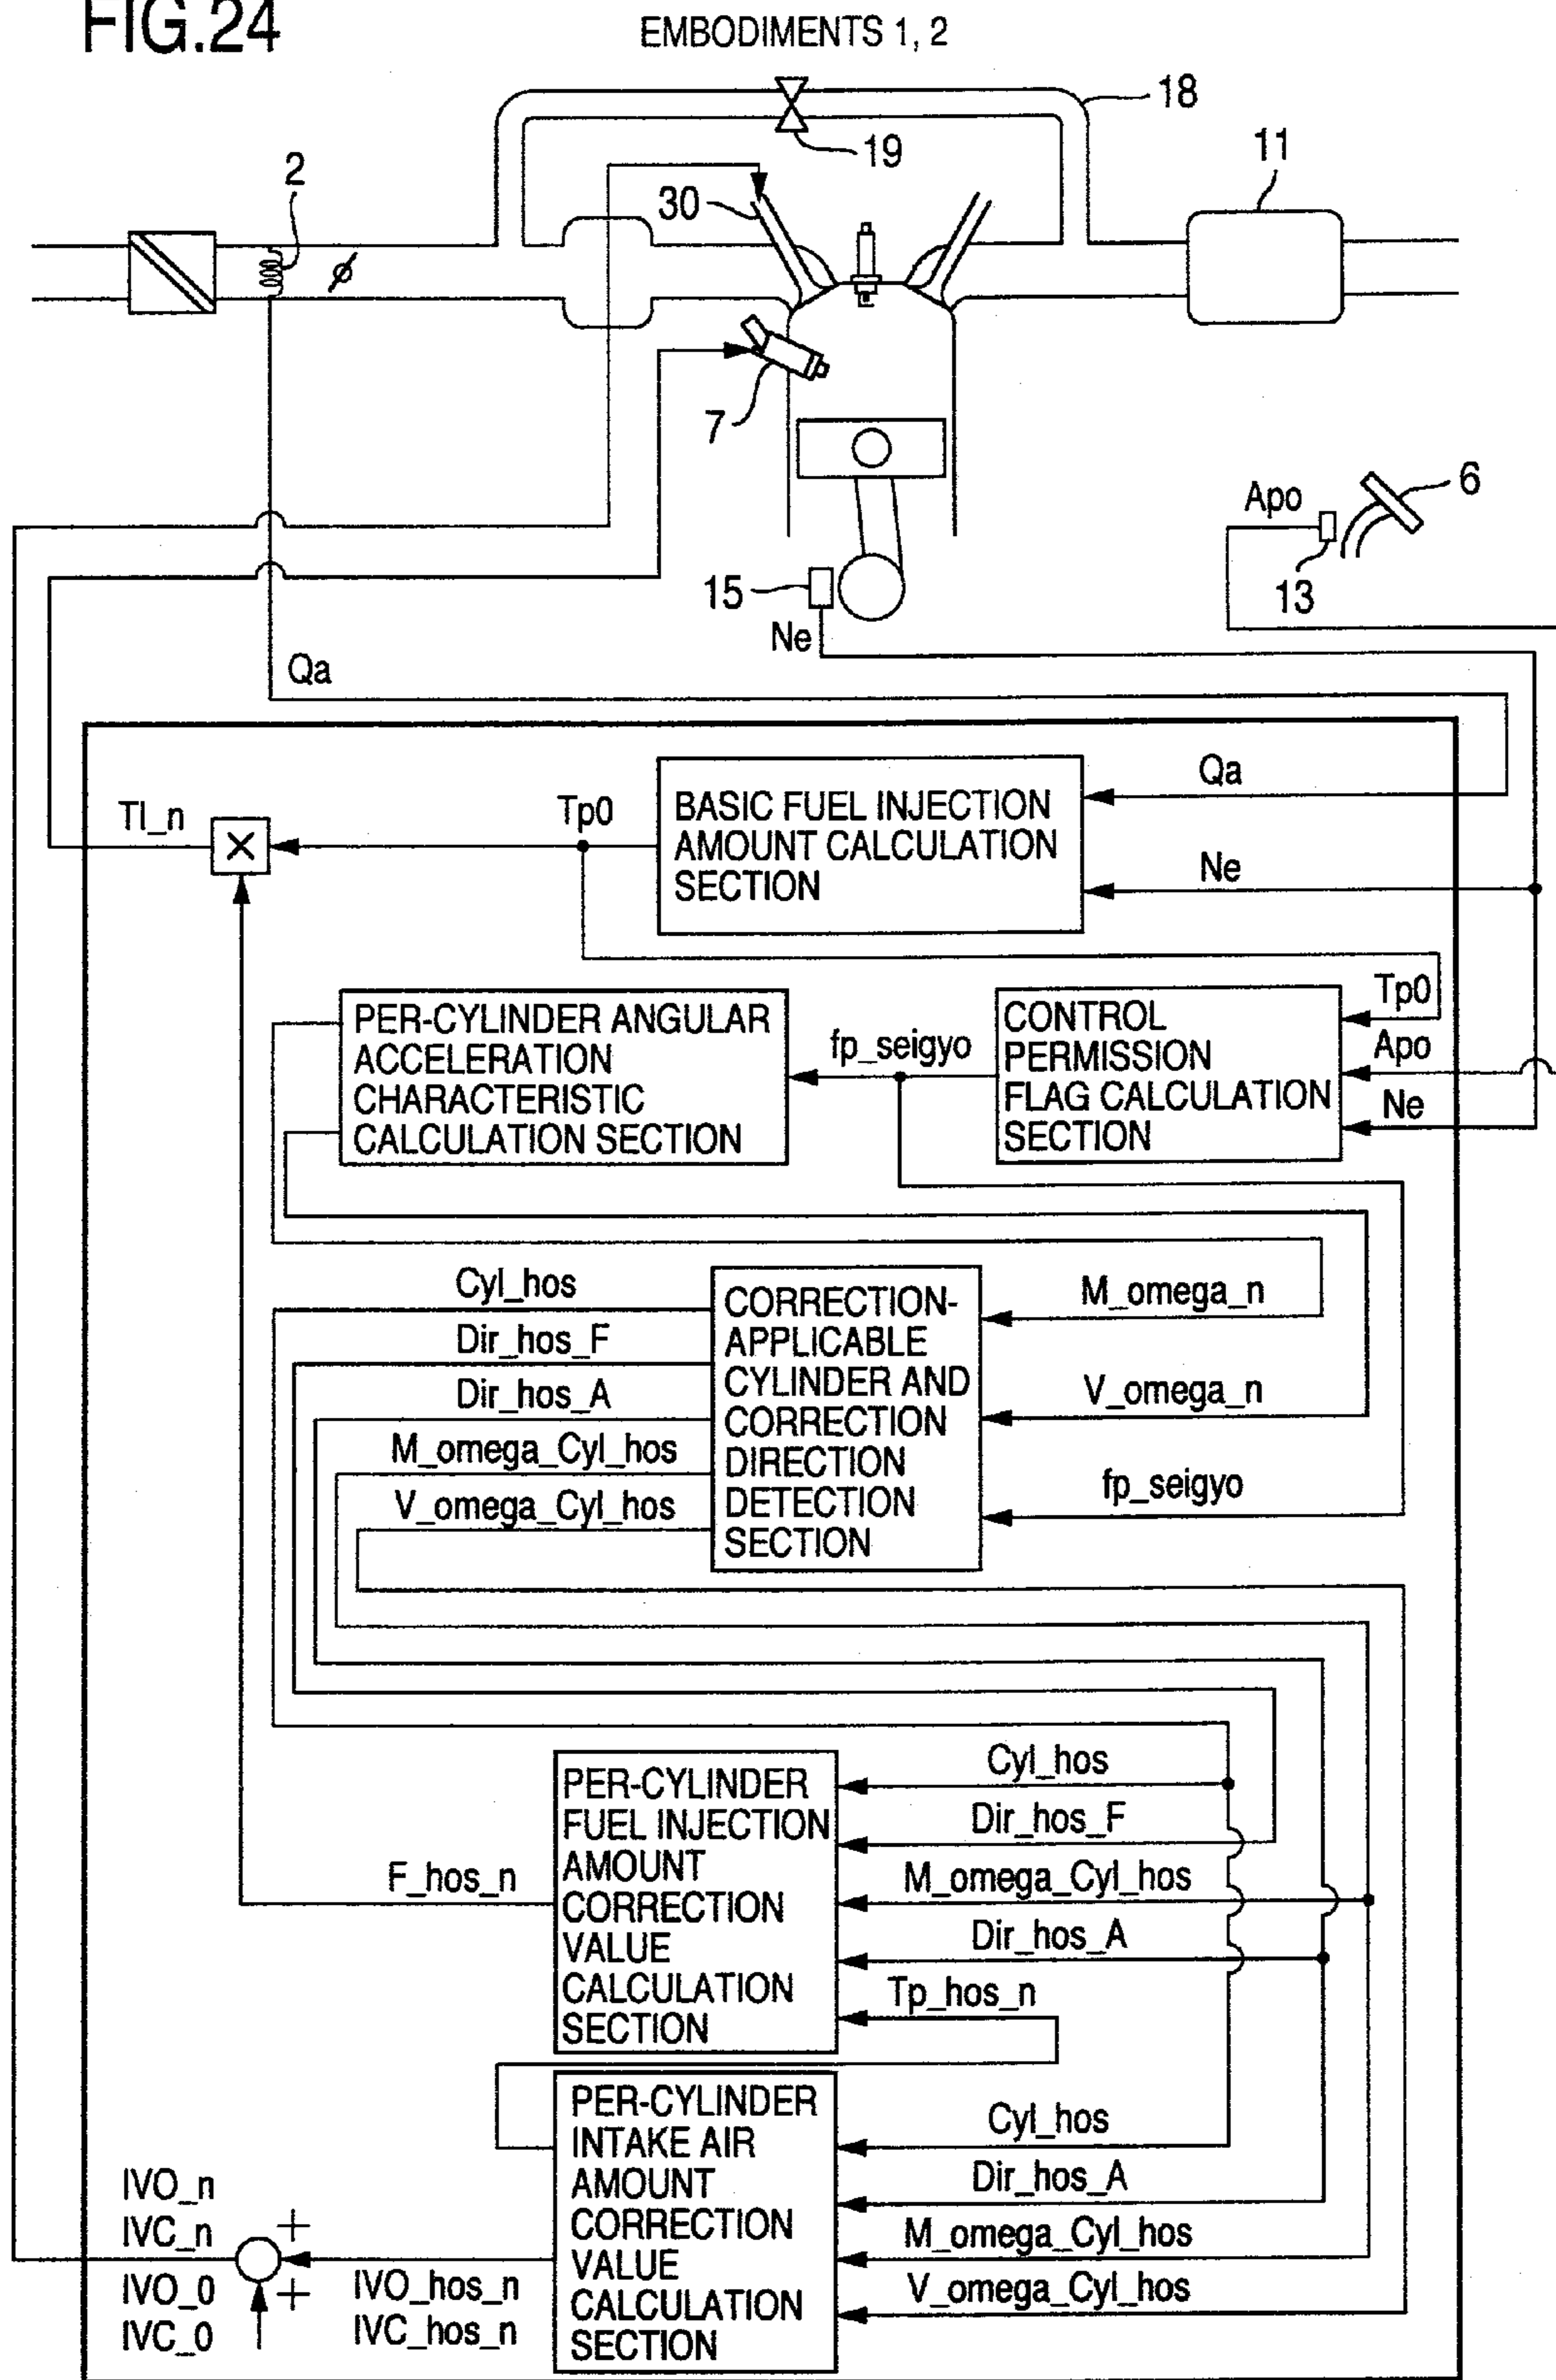 FIG.24
EMBODIMENTS 1, 2
18
19
2
30
11
7
Apo
6
13
15
Ne
Qa
TI_n
×
Tp0
BASIC FUEL INJECTION
AMOUNT CALCULATION
SECTION
Qa
Ne
PER-CYLINDER ANGULAR
ACCELERATION
CHARACTERISTIC
CALCULATION SECTION
fp_seigyo
CONTROL
PERMISSION
FLAG CALCULATION
SECTION
Tp0
Apo
Ne
Cyl_hos
Dir_hos_F
Dir_hos_A
M_omega_Cyl_hos
V_omega_Cyl_hos
CORRECTION-
APPLICABLE
CYLINDER AND
CORRECTION
DIRECTION
DETECTION
SECTION
M_omega_n
V_omega_n
fp_seigyo
F_hos_n
PER-CYLINDER
FUEL INJECTION
AMOUNT
CORRECTION
VALUE
CALCULATION
SECTION
Cyl_hos
Dir_hos_F
M_omega_Cyl_hos
Dir_hos_A
Tp_hos_n
PER-CYLINDER
INTAKE AIR
AMOUNT
CORRECTION
VALUE
CALCULATION
SECTION
Cyl_hos
Dir_hos_A
M_omega_Cyl_hos
V_omega_Cyl_hos
IVO_n
IVC_n
+
+
IVO_0
IVC_0
IVO_hos_n
IVC_hos_n